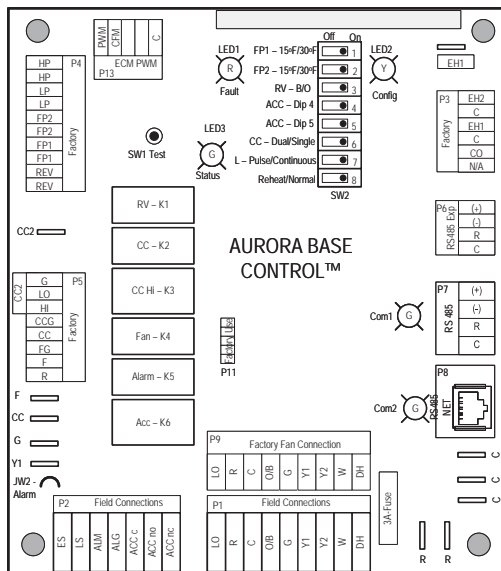 PWM
CFM
C
ECM PWM
P13
HP
HP
LP
LP
FP2
FP2
FP1
FP1
REV
REV
P4
Factory
Off On
LED1
R
Fault
FP1 – 15ºF/30ºF 1
FP2 – 15ºF/30ºF 2
RV – B/O 3
ACC – Dip 4 4
ACC – Dip 5 5
CC – Dual/Single 6
L – Pulse/Continuous 7
Reheat/Normal 8
SW2
LED2
Y
Config
EH1
P3
Factory
EH2
C
EH1
C
CO
N/A
SW1 Test
LED3
G
Status
RV – K1
CC – K2
CC Hi – K3
Fan – K4
Alarm – K5
Acc – K6
AURORA BASE
CONTROL™
P6
RS485 Exp
(+)
(-)
R
C
CC2
CC2
G
LO
HI
CCG
CC
FG
F
R
P5
Factory
Factory Use
P11
Com1
G
P7
RS 485
(+)
(-)
R
C
P8
RS485
NET
Com2
G
F
CC
G
Y1
JW2 -
Alarm
P9
Factory Fan Connection
LO R C O/B G Y1 Y2 W DH
3A-Fuse
C
C
C
P2
Field Connections
ES LS ALM ALG ACC c ACC no ACC nc
P1
Field Connections
LO R C O/B G Y1 Y2 W DH
R R